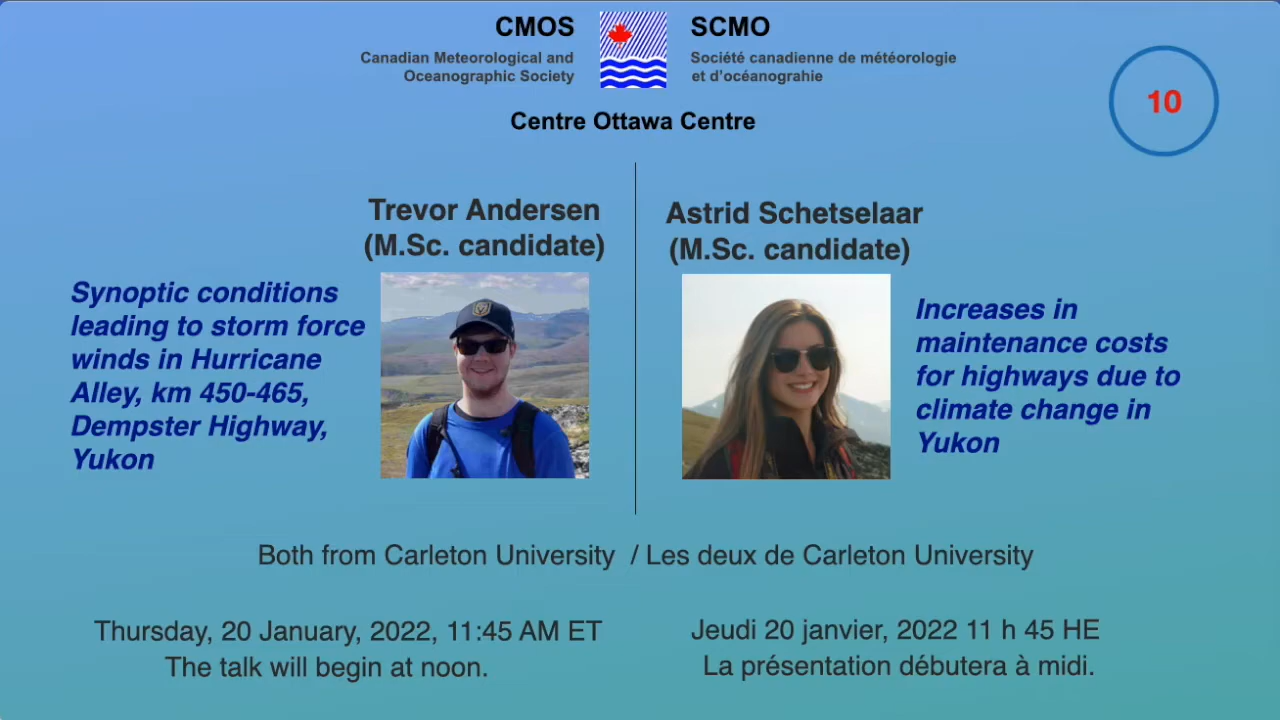 CMOS
Canadian Meteorological and
Oceanographic Society
SCMO
Société canadienne de météorologie
et d'océanograhie
Centre Ottawa Centre
10
Trevor Andersen
(M.Sc. candidate)
Synoptic conditions
leading to storm force
winds in Hurricane
Alley, km 450-465,
Dempster Highway,
Yukon
Astrid Schetselaar
(M.Sc. candidate)
Increases in
maintenance costs
for highways due to
climate change in
Yukon
Both from Carleton University / Les deux de Carleton University
Thursday, 20 January, 2022, 11:45 AM ET
The talk will begin at noon.
Jeudi 20 janvier, 2022 11 h 45 HE
La présentation débutera à midi.